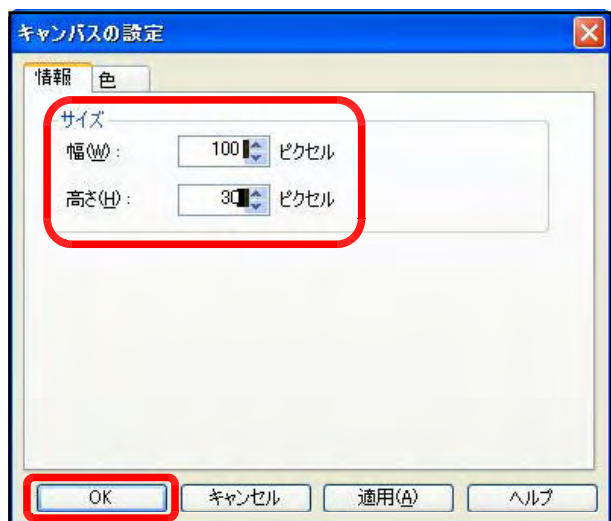 キャンバスの設定
情報 色
サイズ
幅(W): 100 ピクセル
高さ(H): 30 ピクセル
OK キャンセル 適用(A) ヘルプ